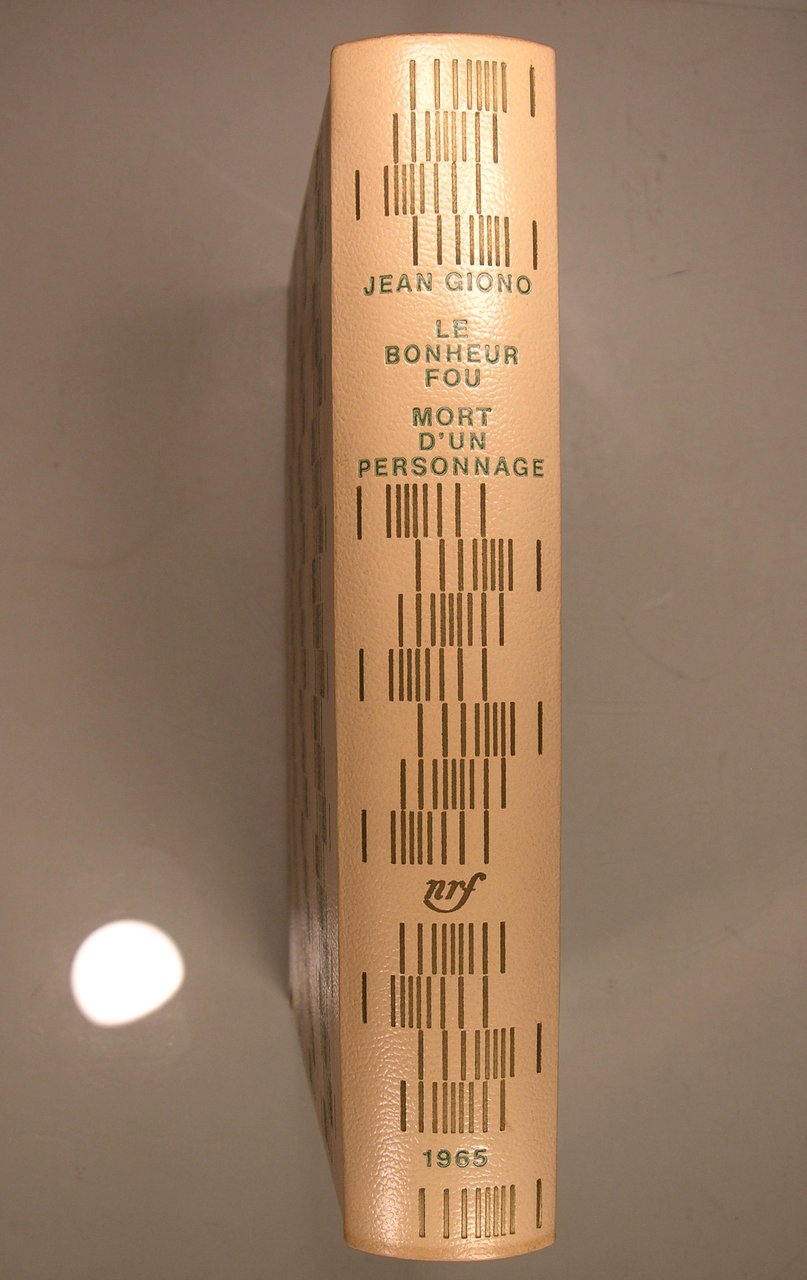 JEAN GIONO
LE
BONHEUR
FOU
MORT
D'UN
PERSONNAGE
nrf
1965